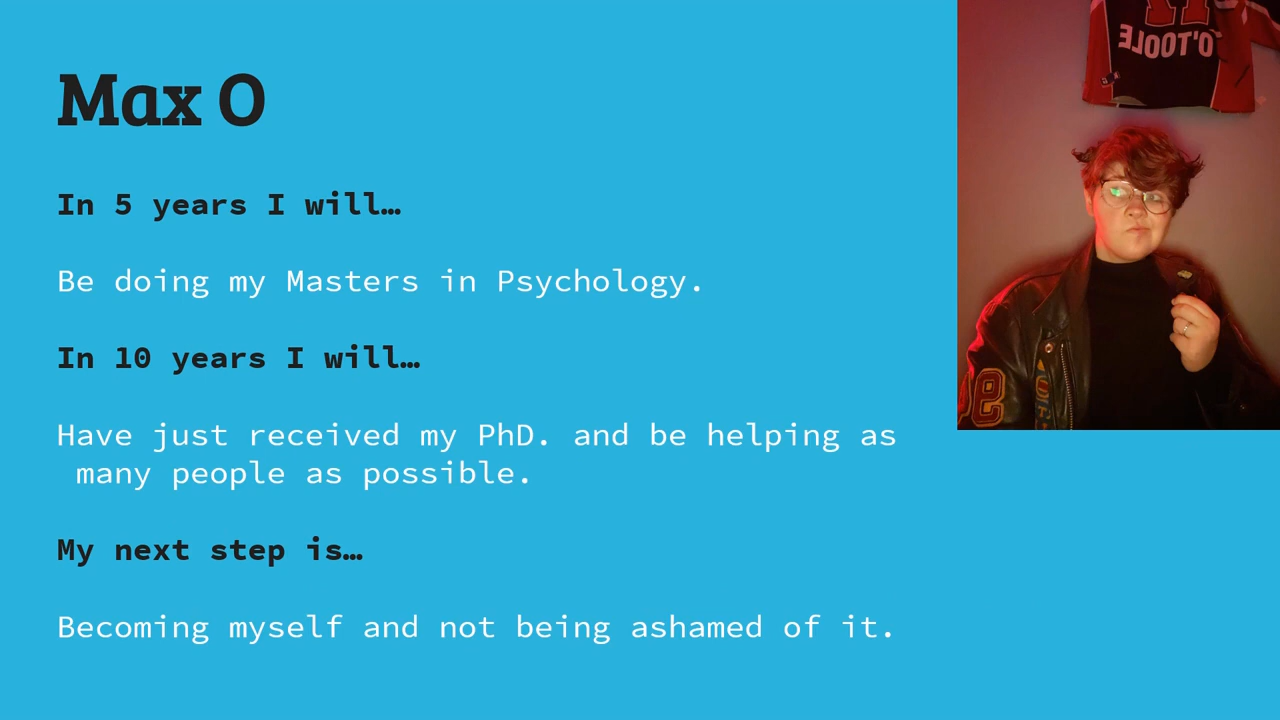 O'TOOLE
Max O
In 5 years I will…
Be doing my Masters in Psychology.
In 10 years I will…
Have just received my PhD. and be helping as
many people as possible.
My next step is…
Becoming myself and not being ashamed of it.